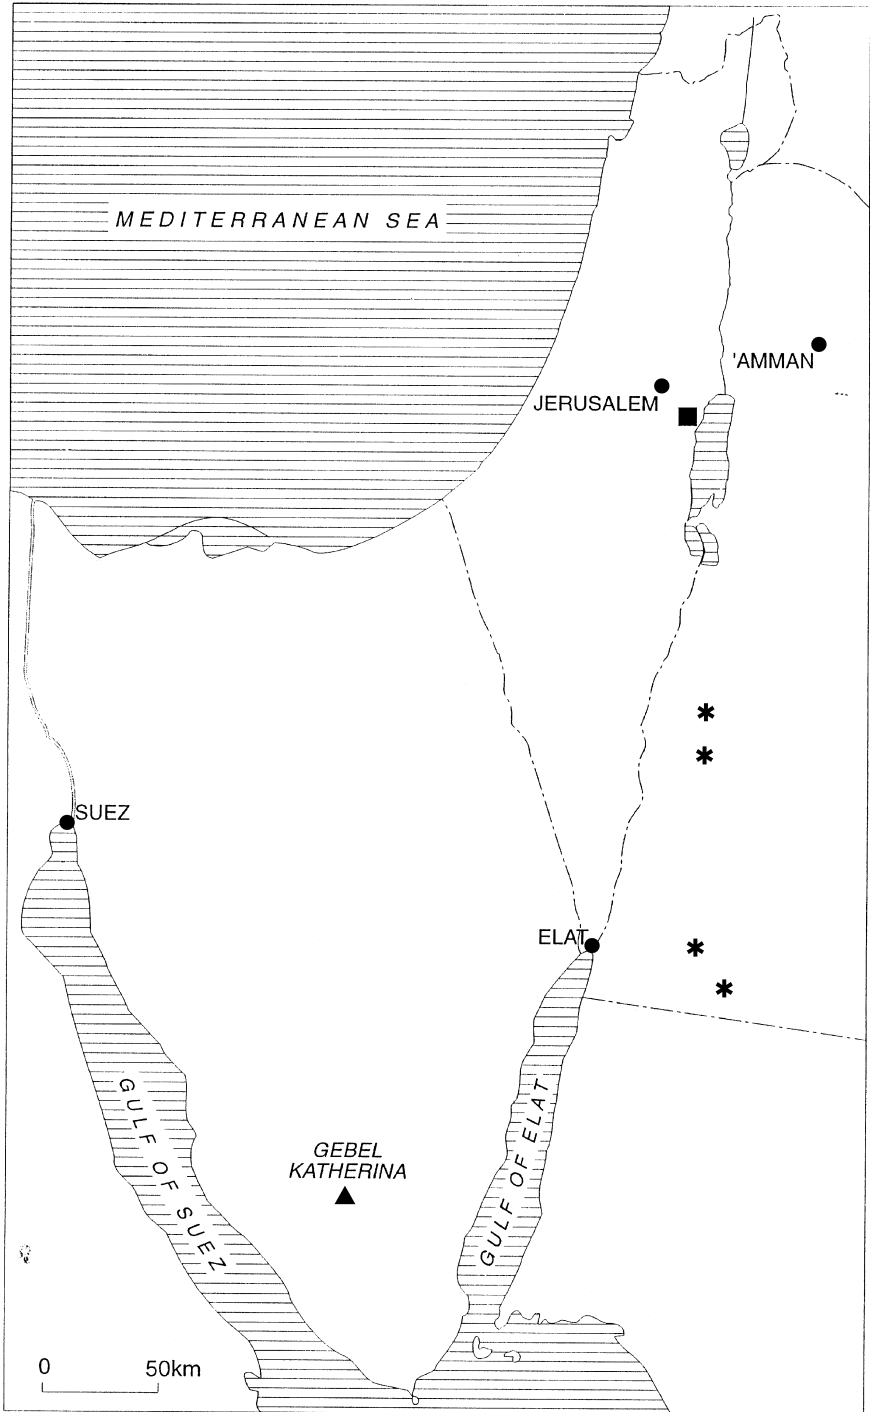 MEDITERRANEAN SEA
'AMMAN
JERUSALEM
SUEZ
ELAT
GULF OF SUEZ
GULF OF ELAT
GEBEL
KATHERINA
0 50km